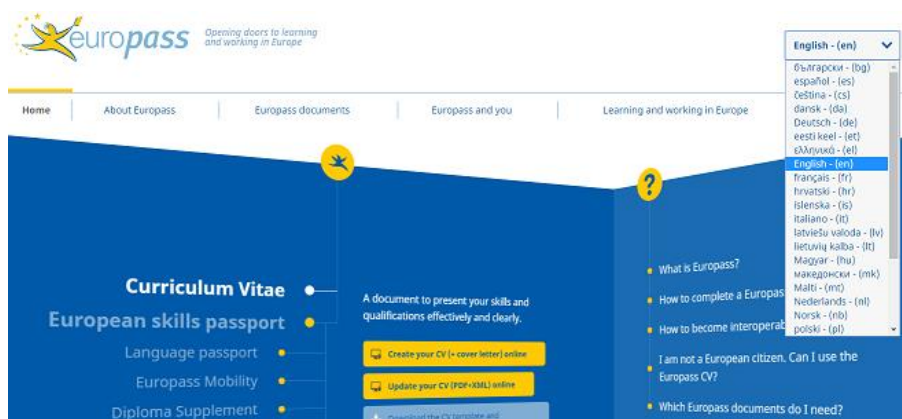 europass
Opening doors to learning
and working in Europe
English - (en)
български - (bg)
español - (es)
čeština - (cs)
dansk - (da)
Deutsch - (de)
eesti keel - (et)
ελληνικά - (el)
English - (en)
français - (fr)
hrvatski - (hr)
íslenska - (is)
italiano - (it)
latviešu valoda - (lv)
lietuvių kalba - (lt)
Magyar - (hu)
македонски - (mk)
Malti - (mt)
Nederlands - (nl)
Norsk - (nb)
polski - (pl)
Home
About Europass
Europass documents
Europass and you
Learning and working in Europe
?
Curriculum Vitae
European skills passport
Language passport
Europass Mobility
Diploma Supplement
A document to present your skills and
qualifications effectively and clearly.
Create your CV (+ cover letter) online
Update your CV (PDF+XML) online
Download the CV template and
What is Europass?
How to complete a Europas
How to become interoperab
I am not a European citizen. Can I use the
Europass CV?
Which Europass documents do I need?